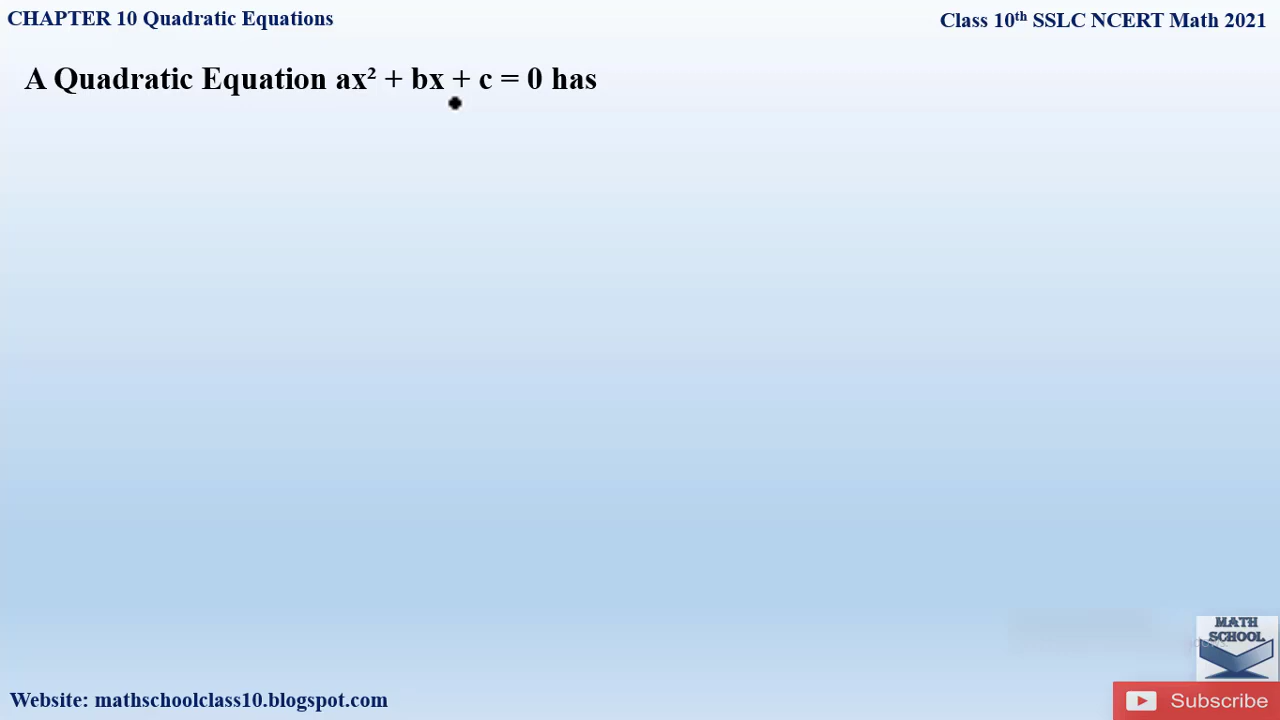 CHAPTER 10 Quadratic Equations
Class 10th SSLC NCERT Math 2021
A Quadratic Equation ax² + bx + c = 0 has
MATH
SCHOOL
Website: mathschoolclass10.blogspot.com
Subscribe